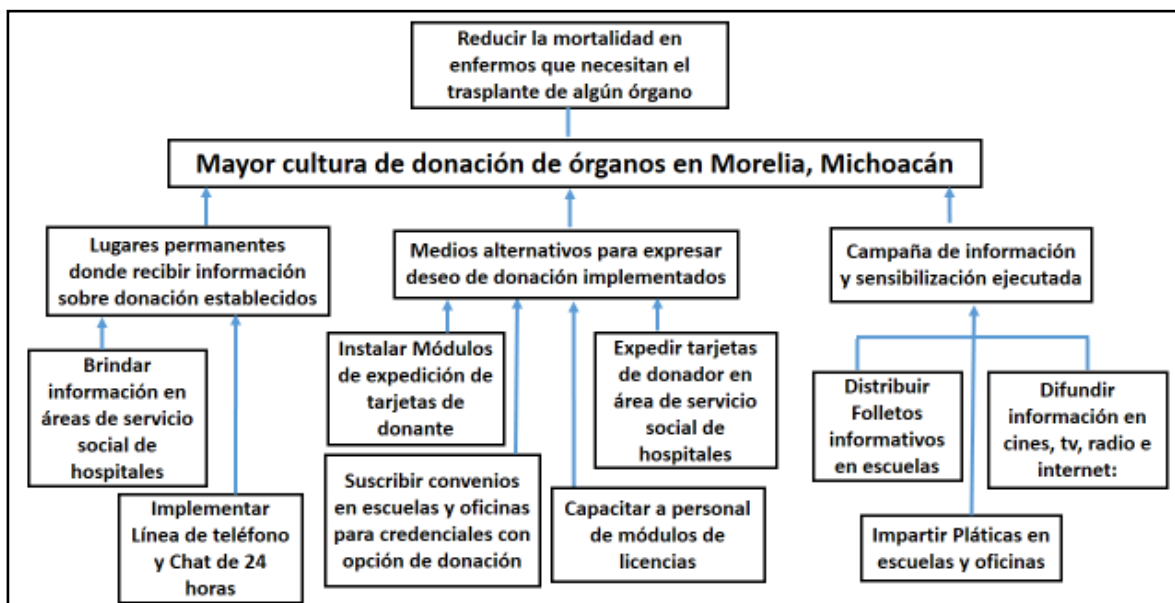 Reducir la mortalidad en
enfermos que necesitan el
trasplante de algún órgano
Mayor cultura de donación de órganos en Morelia, Michoacán
Lugares permanentes
donde recibir información
sobre donación establecidos
Medios alternativos para expresar
deseo de donación implementados
Campaña de información
y sensibilización ejecutada
Brindar
información en
áreas de servicio
social de
hospitales
Implementar
Línea de teléfono
y Chat de 24
horas
Instalar Módulos
de expedición de
tarjetas de
donante
Suscribir convenios
en escuelas y oficinas
para credenciales con
opción de donación
Capacitar a personal
de módulos de
licencias
Expedir tarjetas
de donador en
área de servicio
social de
hospitales
Distribuir
Folletos
informativos
en escuelas
Impartir Pláticas en
escuelas y oficinas
Difundir
información en
cines, tv, radio e
internet: